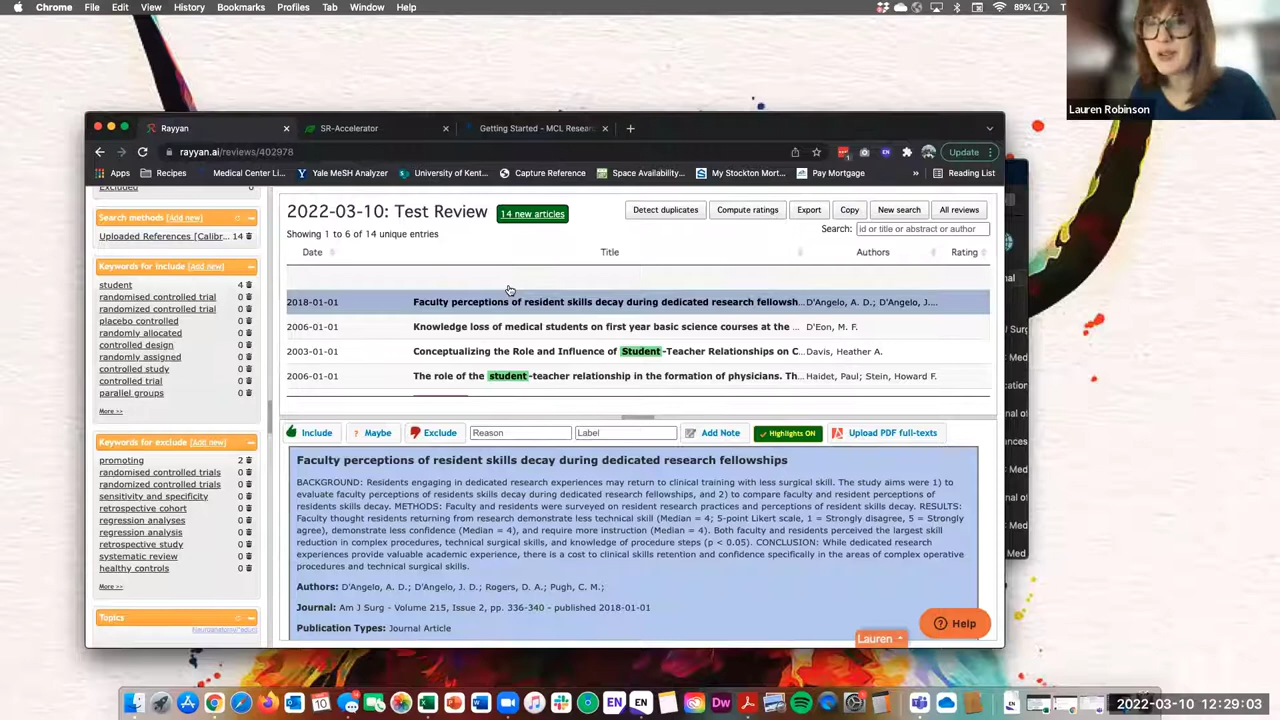 Chrome File Edit View History Bookmarks Profiles Tab Window Help 89%
Lauren Robinson
Rayyan SR-Accelerator Getting Started - MCL Resear
rayyan.ai/reviews/402978 Update
Apps Recipes Medical Center Li... Yale MeSH Analyzer University of Kent... Capture Reference Space Availability... My Stockton Mort... Pay Mortgage » Reading List
Excluded 0
2022-03-10: Test Review 14 new articles
Detect duplicates Compute ratings Export Copy New search All reviews
Search methods [Add new]
Uploaded References [Calibr... 14
Showing 1 to 6 of 14 unique entries
Search: id or title or abstract or author
Date Title Authors Rating
Keywords for include [Add new]
student 4
randomised controlled trial 0
randomized controlled trial 0
placebo controlled 0
randomly allocated 0
controlled design 0
randomly assigned 0
controlled study 0
controlled trial 0
parallel groups 0
More >>
2018-01-01 Faculty perceptions of resident skills decay during dedicated research fellowsh... D'Angelo, A. D.; D'Angelo, J....
2006-01-01 Knowledge loss of medical students on first year basic science courses at the ... D'Eon, M. F.
2003-01-01 Conceptualizing the Role and Influence of Student-Teacher Relationships on C... Davis, Heather A.
2006-01-01 The role of the student-teacher relationship in the formation of physicians. Th... Haidet, Paul; Stein, Howard F.
Include ? Maybe Exclude Reason Label Add Note Highlights ON Upload PDF full-texts
Keywords for exclude [Add new]
promoting 2
randomised controlled trials 0
randomized controlled trials 0
sensitivity and specificity 0
retrospective cohort 0
regression analyses 0
regression analysis 0
retrospective study 0
systematic review 0
healthy controls 0
More >>
Topics
Faculty perceptions of resident skills decay during dedicated research fellowships
BACKGROUND: Residents engaging in dedicated research experiences may return to clinical training with less surgical skill. The study aims were 1) to
evaluate faculty perceptions of residents skills decay during dedicated research fellowships, and 2) to compare faculty and resident perceptions of
residents skills decay. METHODS: Faculty and residents were surveyed on resident research practices and perceptions of skills decay. RESULTS:
Faculty thought residents returning from research demonstrate less technical skill (Median = 4; 5-point Likert scale, 1 = Strongly disagree, 5 = Strongly
agree), demonstrate less confidence (Median = 4), and require more instruction (Median = 4). Both faculty and residents perceived the largest skill
reduction in complex procedures, technical surgical skills, and knowledge of procedure steps (p < 0.05). CONCLUSION: While dedicated research
experiences provide valuable academic experience, there is a cost to clinical skills retention and confidence specifically in the areas of complex operative
procedures and technical surgical skills.
Authors: D'Angelo, A. D.; D'Angelo, J. D.; Rogers, D. A.; Pugh, C. M.;
Journal: Am J Surg - Volume 215, Issue 2, pp. 336-340 - published 2018-01-01
Publication Types: Journal Article
Help
Lauren
2022-03-10 12:29:03